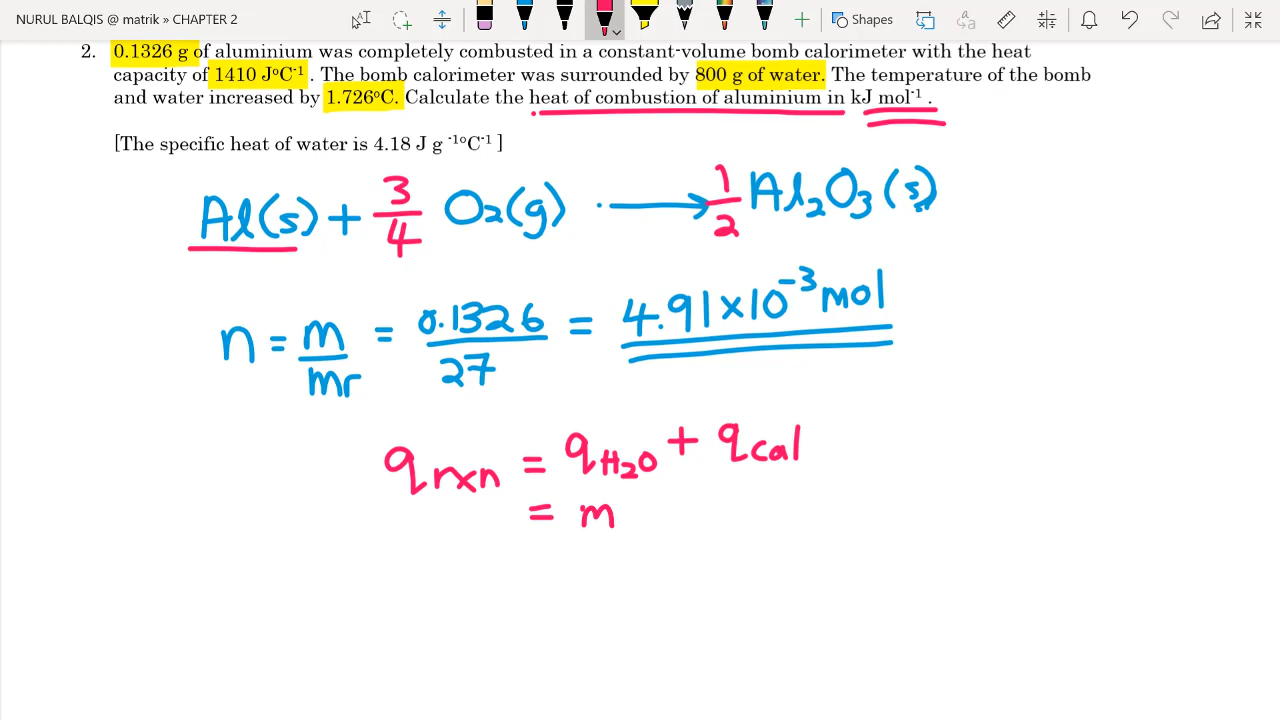 NURUL BALQIS @ matrik » CHAPTER 2
Shapes
2. 0.1326 g of aluminium was completely combusted in a constant-volume bomb calorimeter with the heat
capacity of 1410 JoC-1 . The bomb calorimeter was surrounded by 800 g of water. The temperature of the bomb
and water increased by 1.726oC. Calculate the heat of combustion of aluminium in kJ mol-1 .
[The specific heat of water is 4.18 J g -1oC-1 ]
Al(s) + 3/4 O2(g) → 1/2 Al2O3(s)
n = m/mr = 0.1326/27 = 4.91 × 10^-3 mol
qrxn = qH2O + qcal
= m